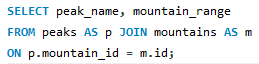 SELECT peak_name, mountain_range
FROM peaks AS p JOIN mountains AS m
ON p.mountain_id = m.id;